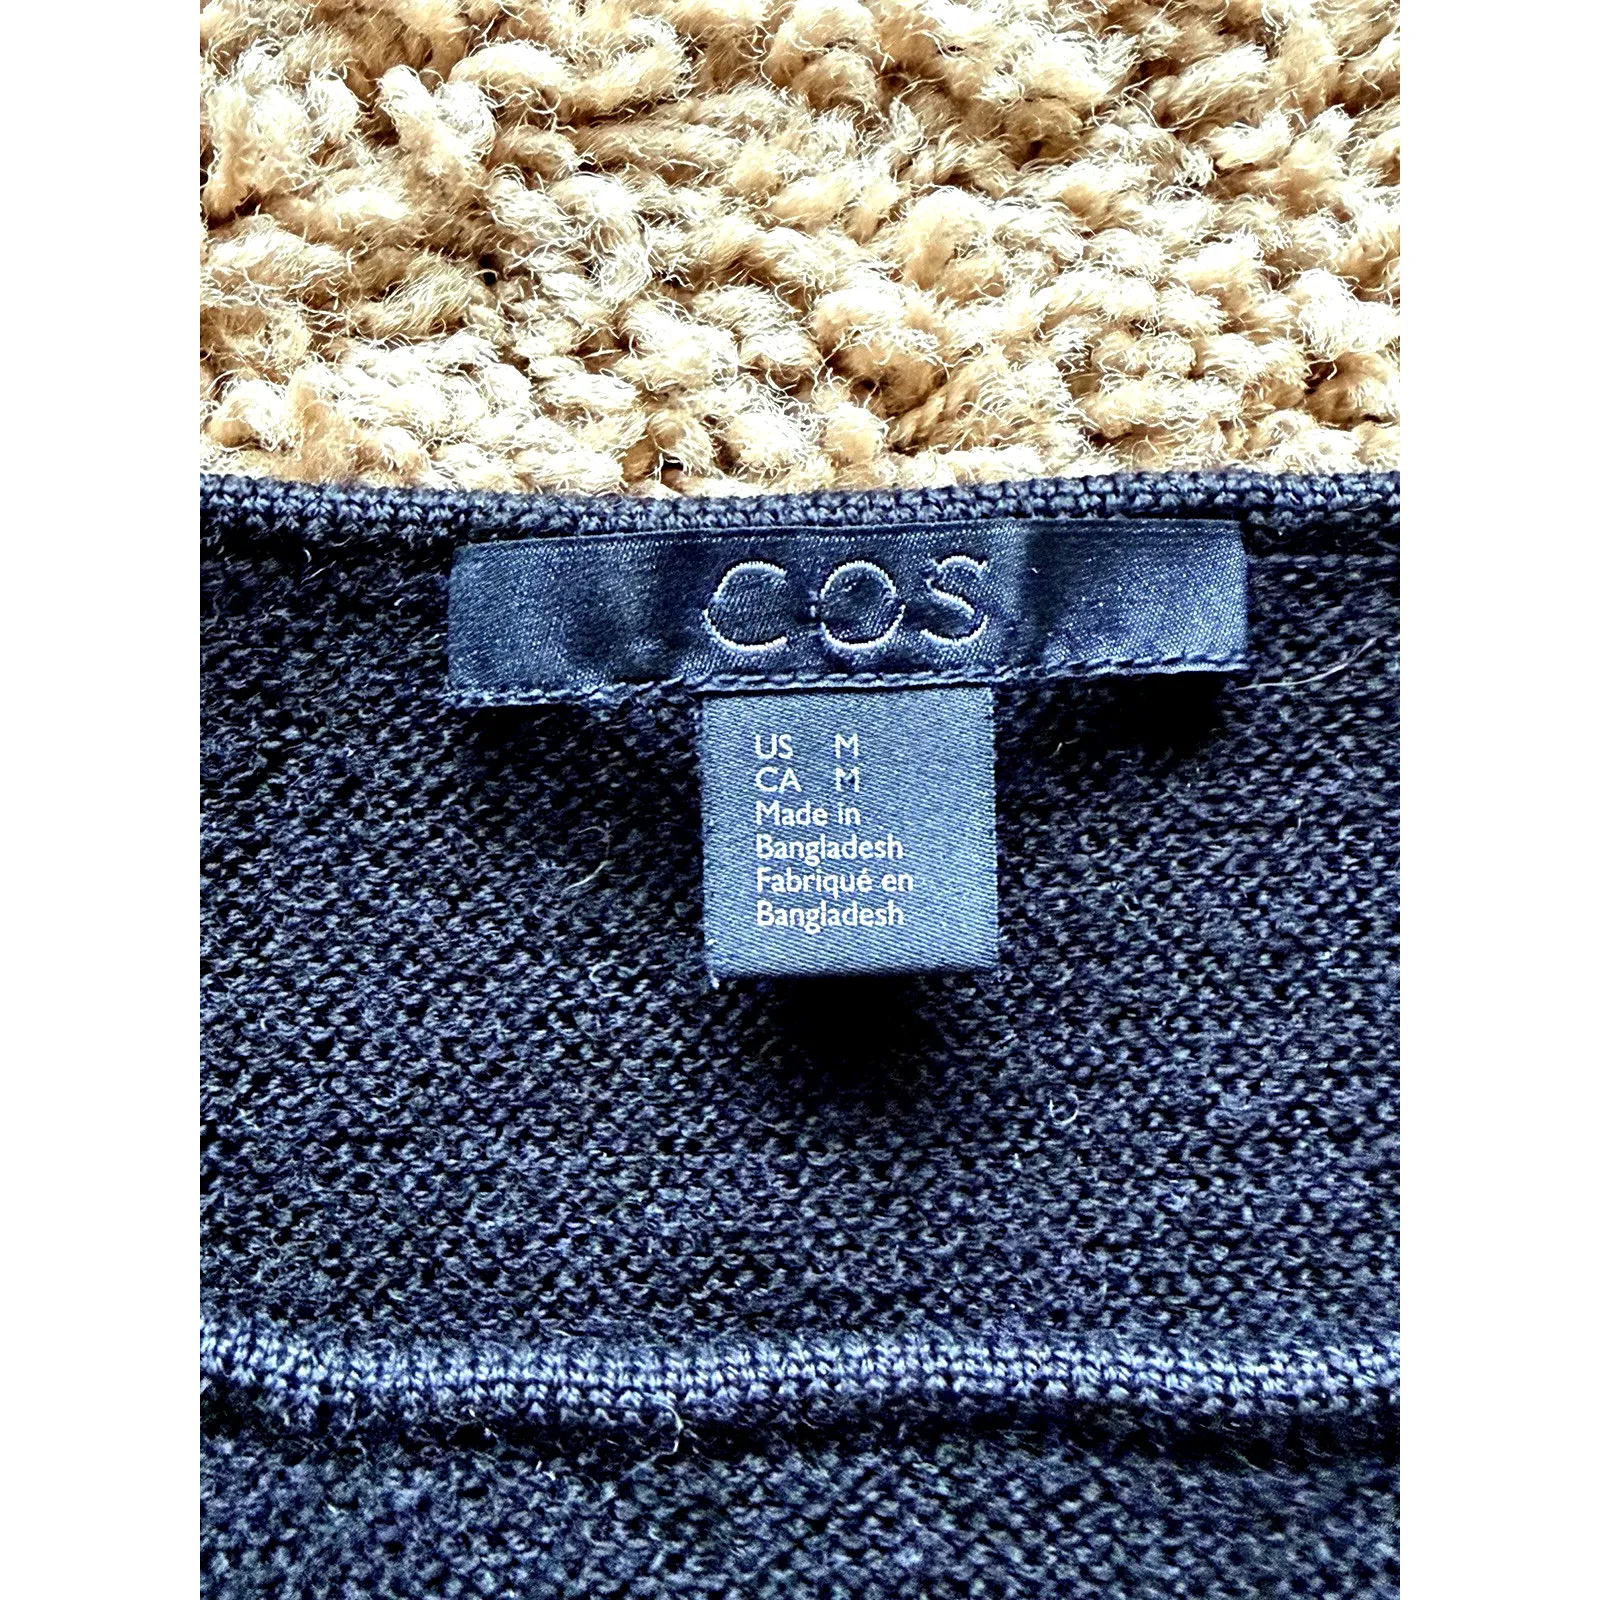 COS
US M
CA M
Made in
Bangladesh
Fabriqué en
Bangladesh